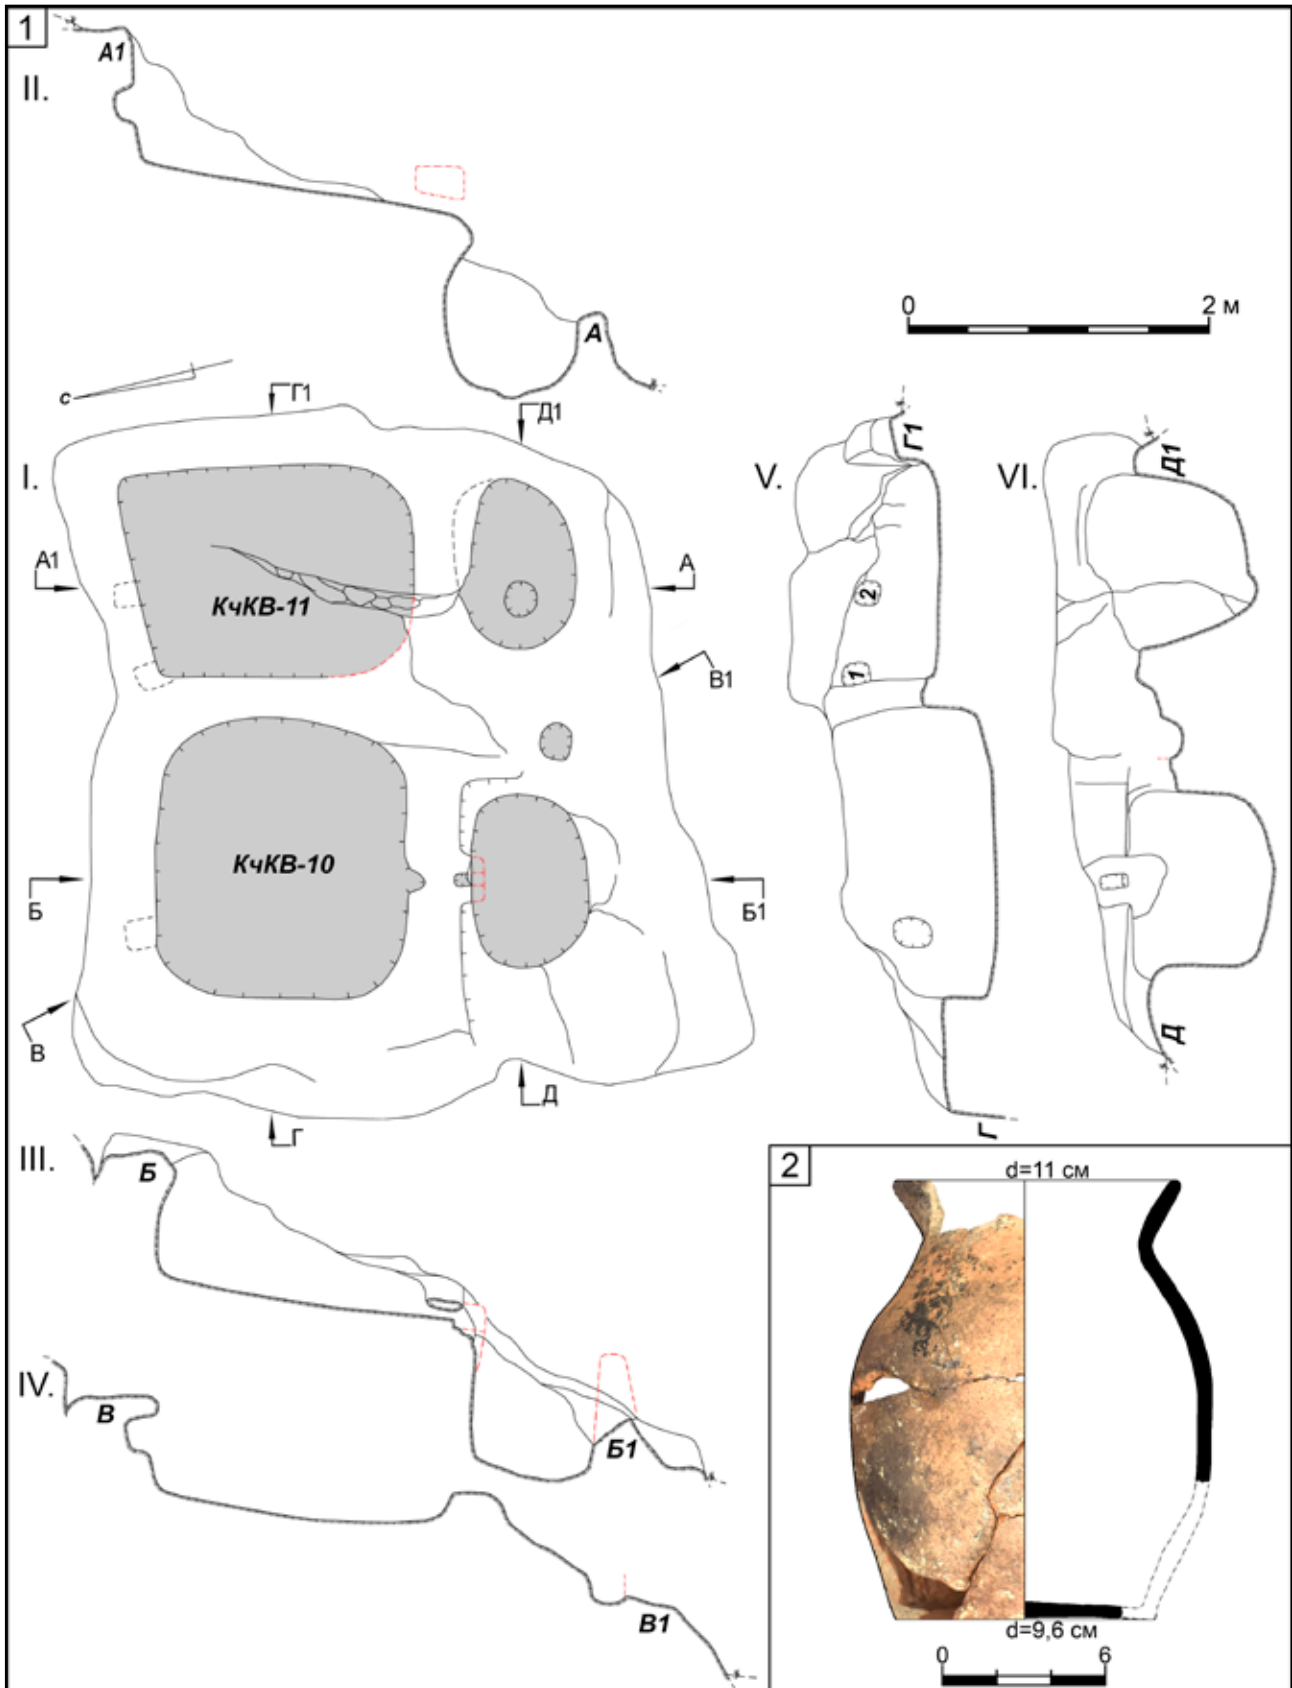 1
А1
II.
А
0 2 м
с
Г1
Д1
I.
А1
А
КчКВ-11
В1
КчКВ-10
Б
Б1
В
Д
Г
V.
Г1
2
1
Г
VI.
Д1
Д
III.
Б
Б1
IV.
В
В1
2
d=11 см
d=9,6 см
0 6